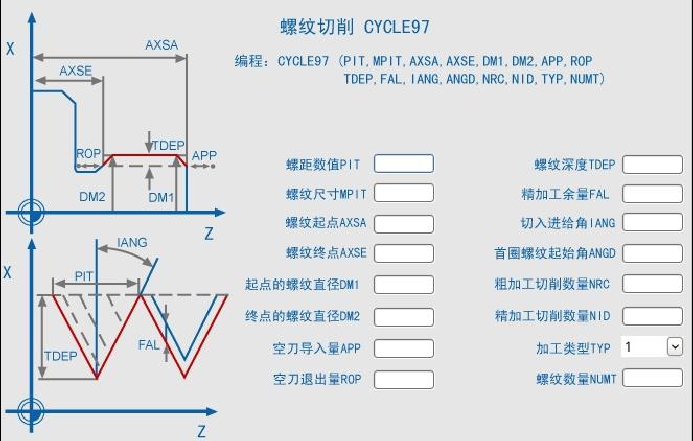 螺纹切削 CYCLE97
编程: CYCLE97 (PIT, MPIT, AXSA, AXSE, DM1, DM2, APP, ROP
TDEP, FAL, IANG, ANGD, NRC, NID, TYP, NUMT)
X
AXSA
AXSE
ROP
TDEP
APP
DM2
DM1
Z
X
IANG
PIT
TDEP
FAL
Z
螺距数值PIT
螺纹深度TDEP
螺纹尺寸MPIT
精加工余量FAL
螺纹起点AXSA
切入进给角IANG
螺纹终点AXSE
首圈螺纹起始角ANGD
起点的螺纹直径DM1
粗加工切削数量NRC
终点的螺纹直径DM2
精加工切削数量NID
空刀导入量APP
加工类型TYP 1
空刀退出量ROP
螺纹数量NUMT